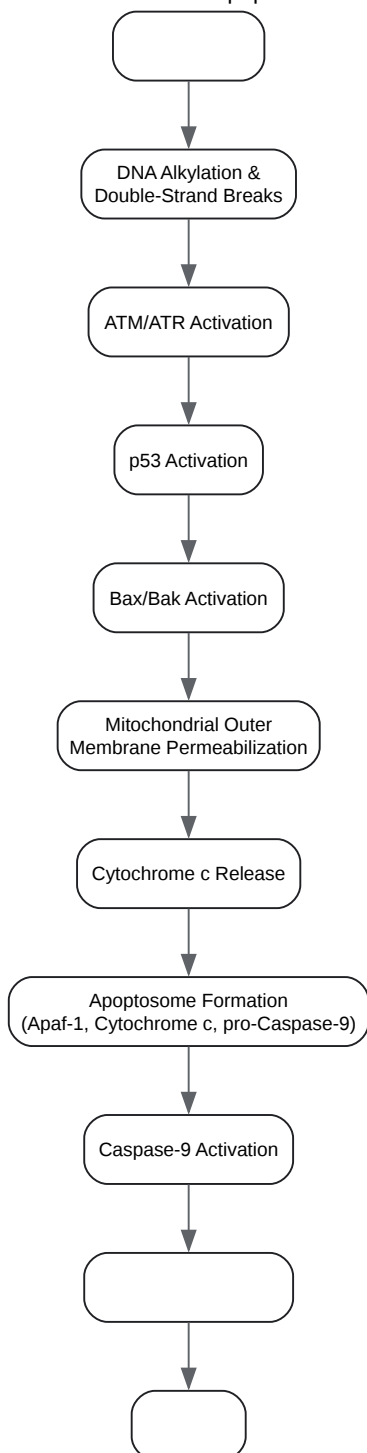 DNA Alkylation &
Double-Strand Breaks
ATM/ATR Activation
p53 Activation
Bax/Bak Activation
Mitochondrial Outer
Membrane Permeabilization
Cytochrome c Release
Apoptosome Formation
(Apaf-1, Cytochrome c, pro-Caspase-9)
Caspase-9 Activation